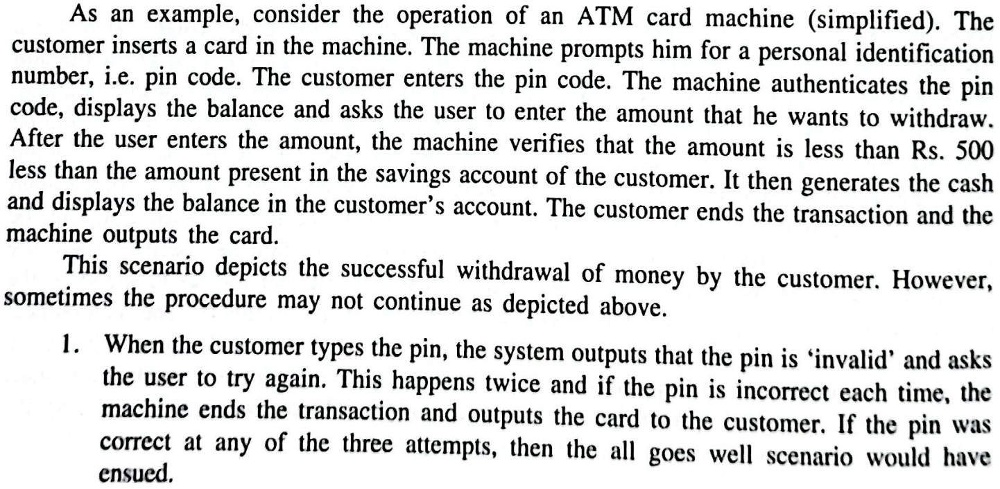 As an example, consider the operation of an ATM card machine (simplified). The
customer inserts a card in the machine. The machine prompts him for a personal identification
number, i.e. pin code. The customer enters the pin code. The machine authenticates the pin
code, displays the balance and asks the user to enter the amount that he wants to withdraw.
After the user enters the amount, the machine verifies that the amount is less than Rs. 500
less than the amount present in the savings account of the customer. It then generates the cash
and displays the balance in the customer's account. The customer ends the transaction and the
machine outputs the card.
This scenario depicts the successful withdrawal of money by the customer. However,
sometimes the procedure may not continue as depicted above.
1. When the customer types the pin, the system outputs that the pin is 'invalid' and asks
the user to try again. This happens twice and if the pin is incorrect each time, the
machine ends the transaction and outputs the card to the customer. If the pin was
correct at any of the three attempts, then the all goes well scenario would have
ensued.